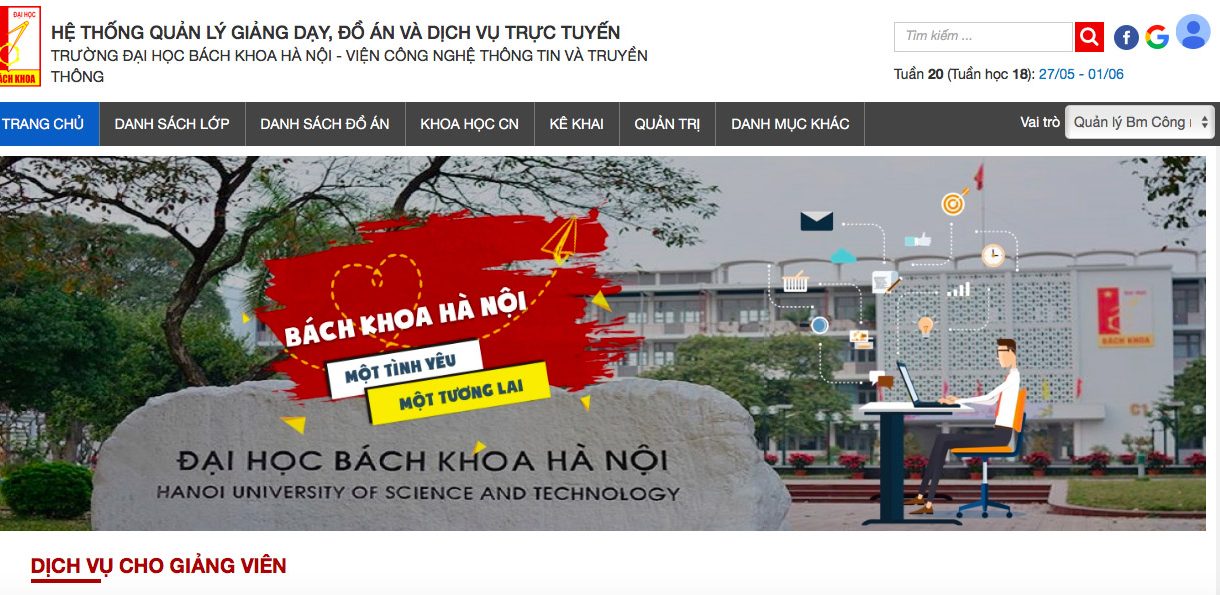 ĐẠI HỌC
BÁCH KHOA
HỆ THỐNG QUẢN LÝ GIẢNG DẠY, ĐỒ ÁN VÀ DỊCH VỤ TRỰC TUYẾN
TRƯỜNG ĐẠI HỌC BÁCH KHOA HÀ NỘI - VIỆN CÔNG NGHỆ THÔNG TIN VÀ TRUYỀN
THÔNG
Tìm kiếm ...
Tuần 20 (Tuần học 18): 27/05 - 01/06
TRANG CHỦ DANH SÁCH LỚP DANH SÁCH ĐỒ ÁN KHOA HỌC CN KÊ KHAI QUẢN TRỊ DANH MỤC KHÁC Vai trò Quản lý Bm Công
BÁCH KHOA HÀ NỘI
MỘT TÌNH YÊU
MỘT TƯƠNG LAI
BÁCH KHOA
ĐẠI HỌC BÁCH KHOA HÀ NỘI
HANOI UNIVERSITY OF SCIENCE AND TECHNOLOGY
DỊCH VỤ CHO GIẢNG VIÊN